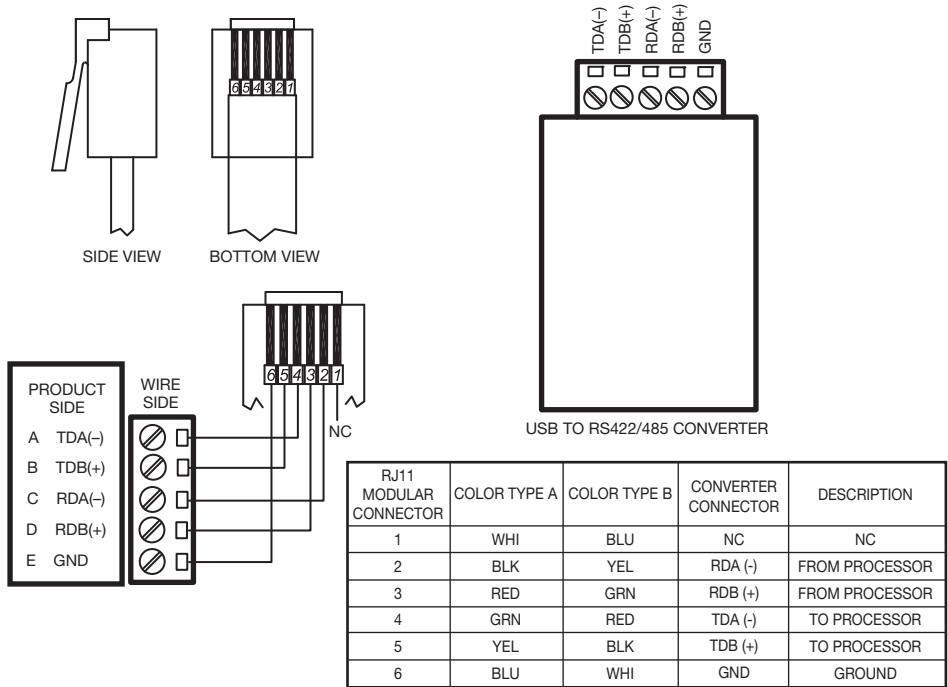 TDA(–)
TDB(+)
RDA(–)
RDB(+)
GND
6 5 4 3 2 1
SIDE VIEW
BOTTOM VIEW
6 5 4 3 2 1
NC
PRODUCT
SIDE
WIRE
SIDE
A TDA(–)
B TDB(+)
C RDA(–)
D RDB(+)
E GND
USB TO RS422/485 CONVERTER
RJ11
MODULAR
CONNECTOR
COLOR TYPE A
COLOR TYPE B
CONVERTER
CONNECTOR
DESCRIPTION
1 WHI BLU NC NC
2 BLK YEL RDA (-) FROM PROCESSOR
3 RED GRN RDB (+) FROM PROCESSOR
4 GRN RED TDA (-) TO PROCESSOR
5 YEL BLK TDB (+) TO PROCESSOR
6 BLU WHI GND GROUND